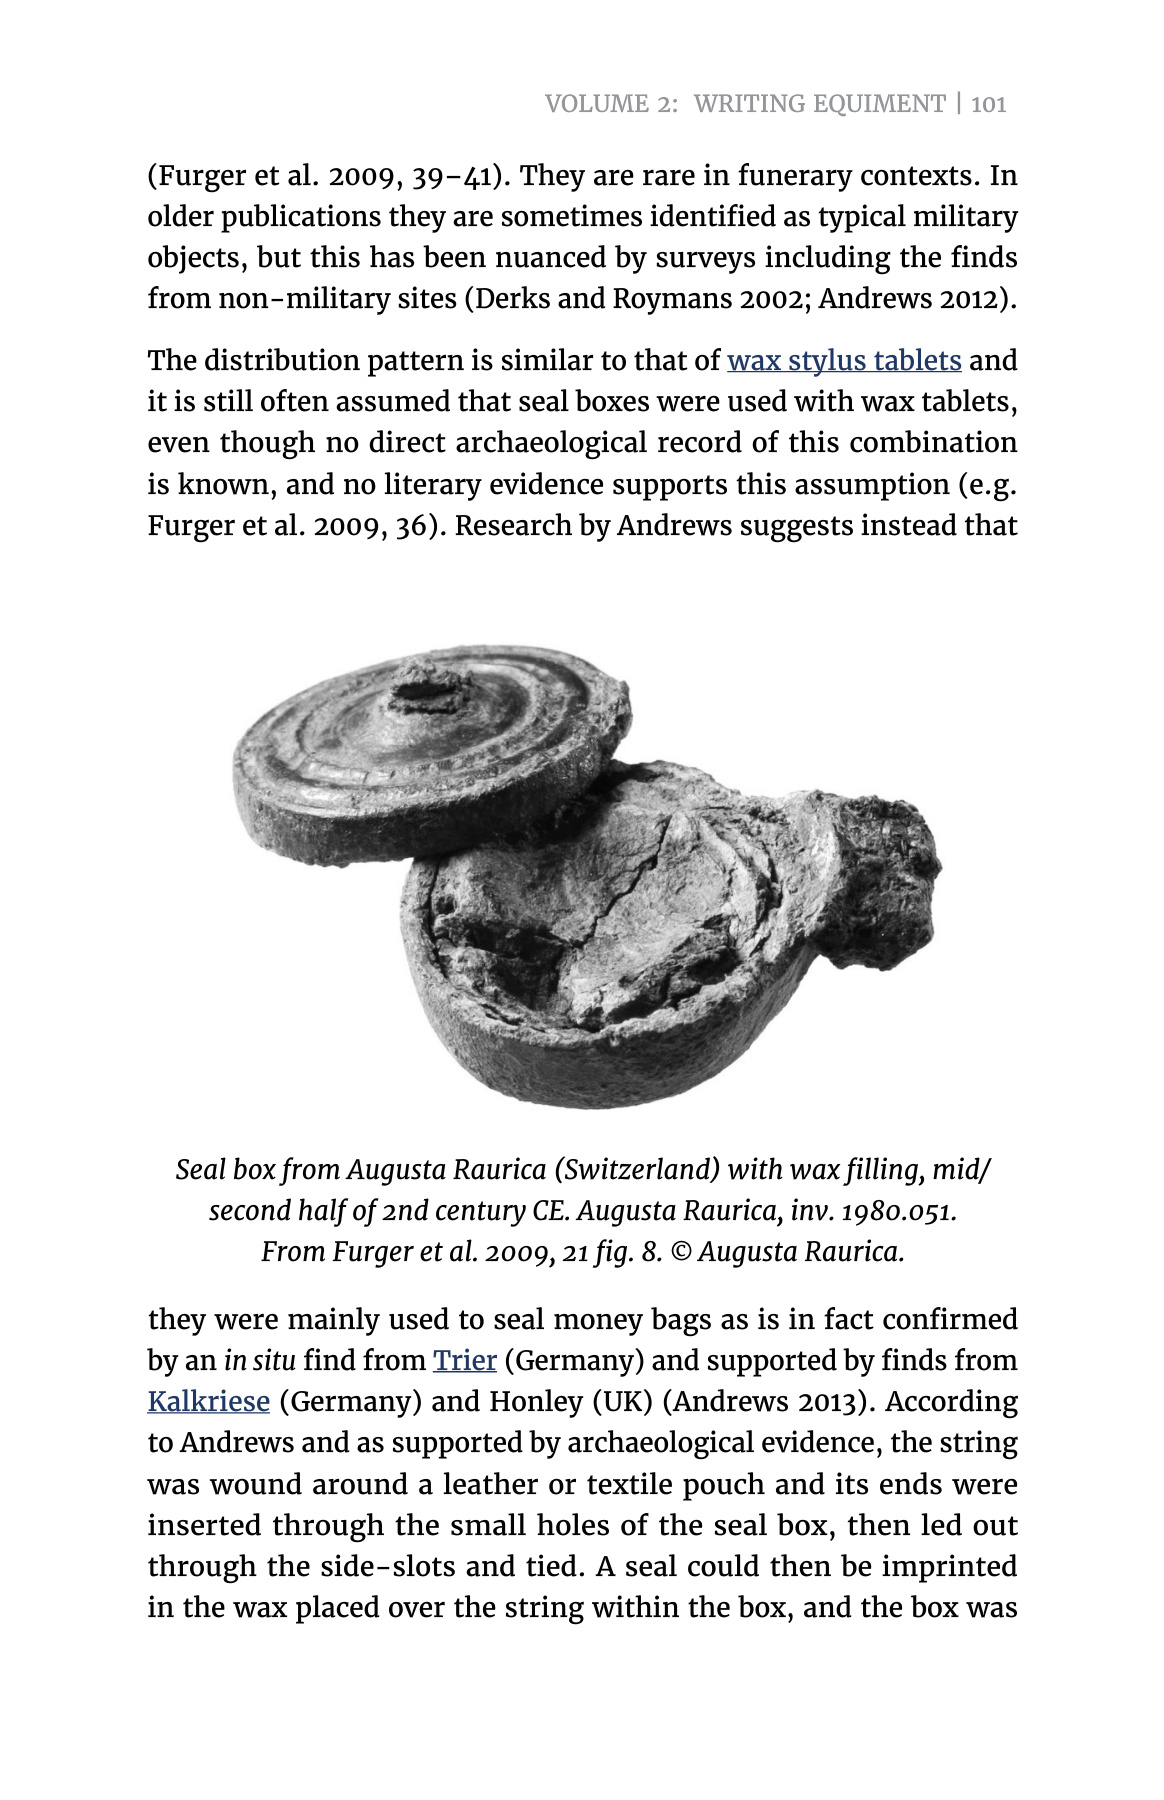 VOLUME 2: WRITING EQUIMENT | 101
(Furger et al. 2009, 39–41). They are rare in funerary contexts. In
older publications they are sometimes identified as typical military
objects, but this has been nuanced by surveys including the finds
from non-military sites (Derks and Roymans 2002; Andrews 2012).
The distribution pattern is similar to that of wax stylus tablets and
it is still often assumed that seal boxes were used with wax tablets,
even though no direct archaeological record of this combination
is known, and no literary evidence supports this assumption (e.g.
Furger et al. 2009, 36). Research by Andrews suggests instead that
Seal box from Augusta Raurica (Switzerland) with wax filling, mid/
second half of 2nd century CE. Augusta Raurica, inv. 1980.051.
From Furger et al. 2009, 21 fig. 8. © Augusta Raurica.
they were mainly used to seal money bags as is in fact confirmed
by an in situ find from Trier (Germany) and supported by finds from
Kalkriese (Germany) and Honley (UK) (Andrews 2013). According
to Andrews and as supported by archaeological evidence, the string
was wound around a leather or textile pouch and its ends were
inserted through the small holes of the seal box, then led out
through the side-slots and tied. A seal could then be imprinted
in the wax placed over the string within the box, and the box was